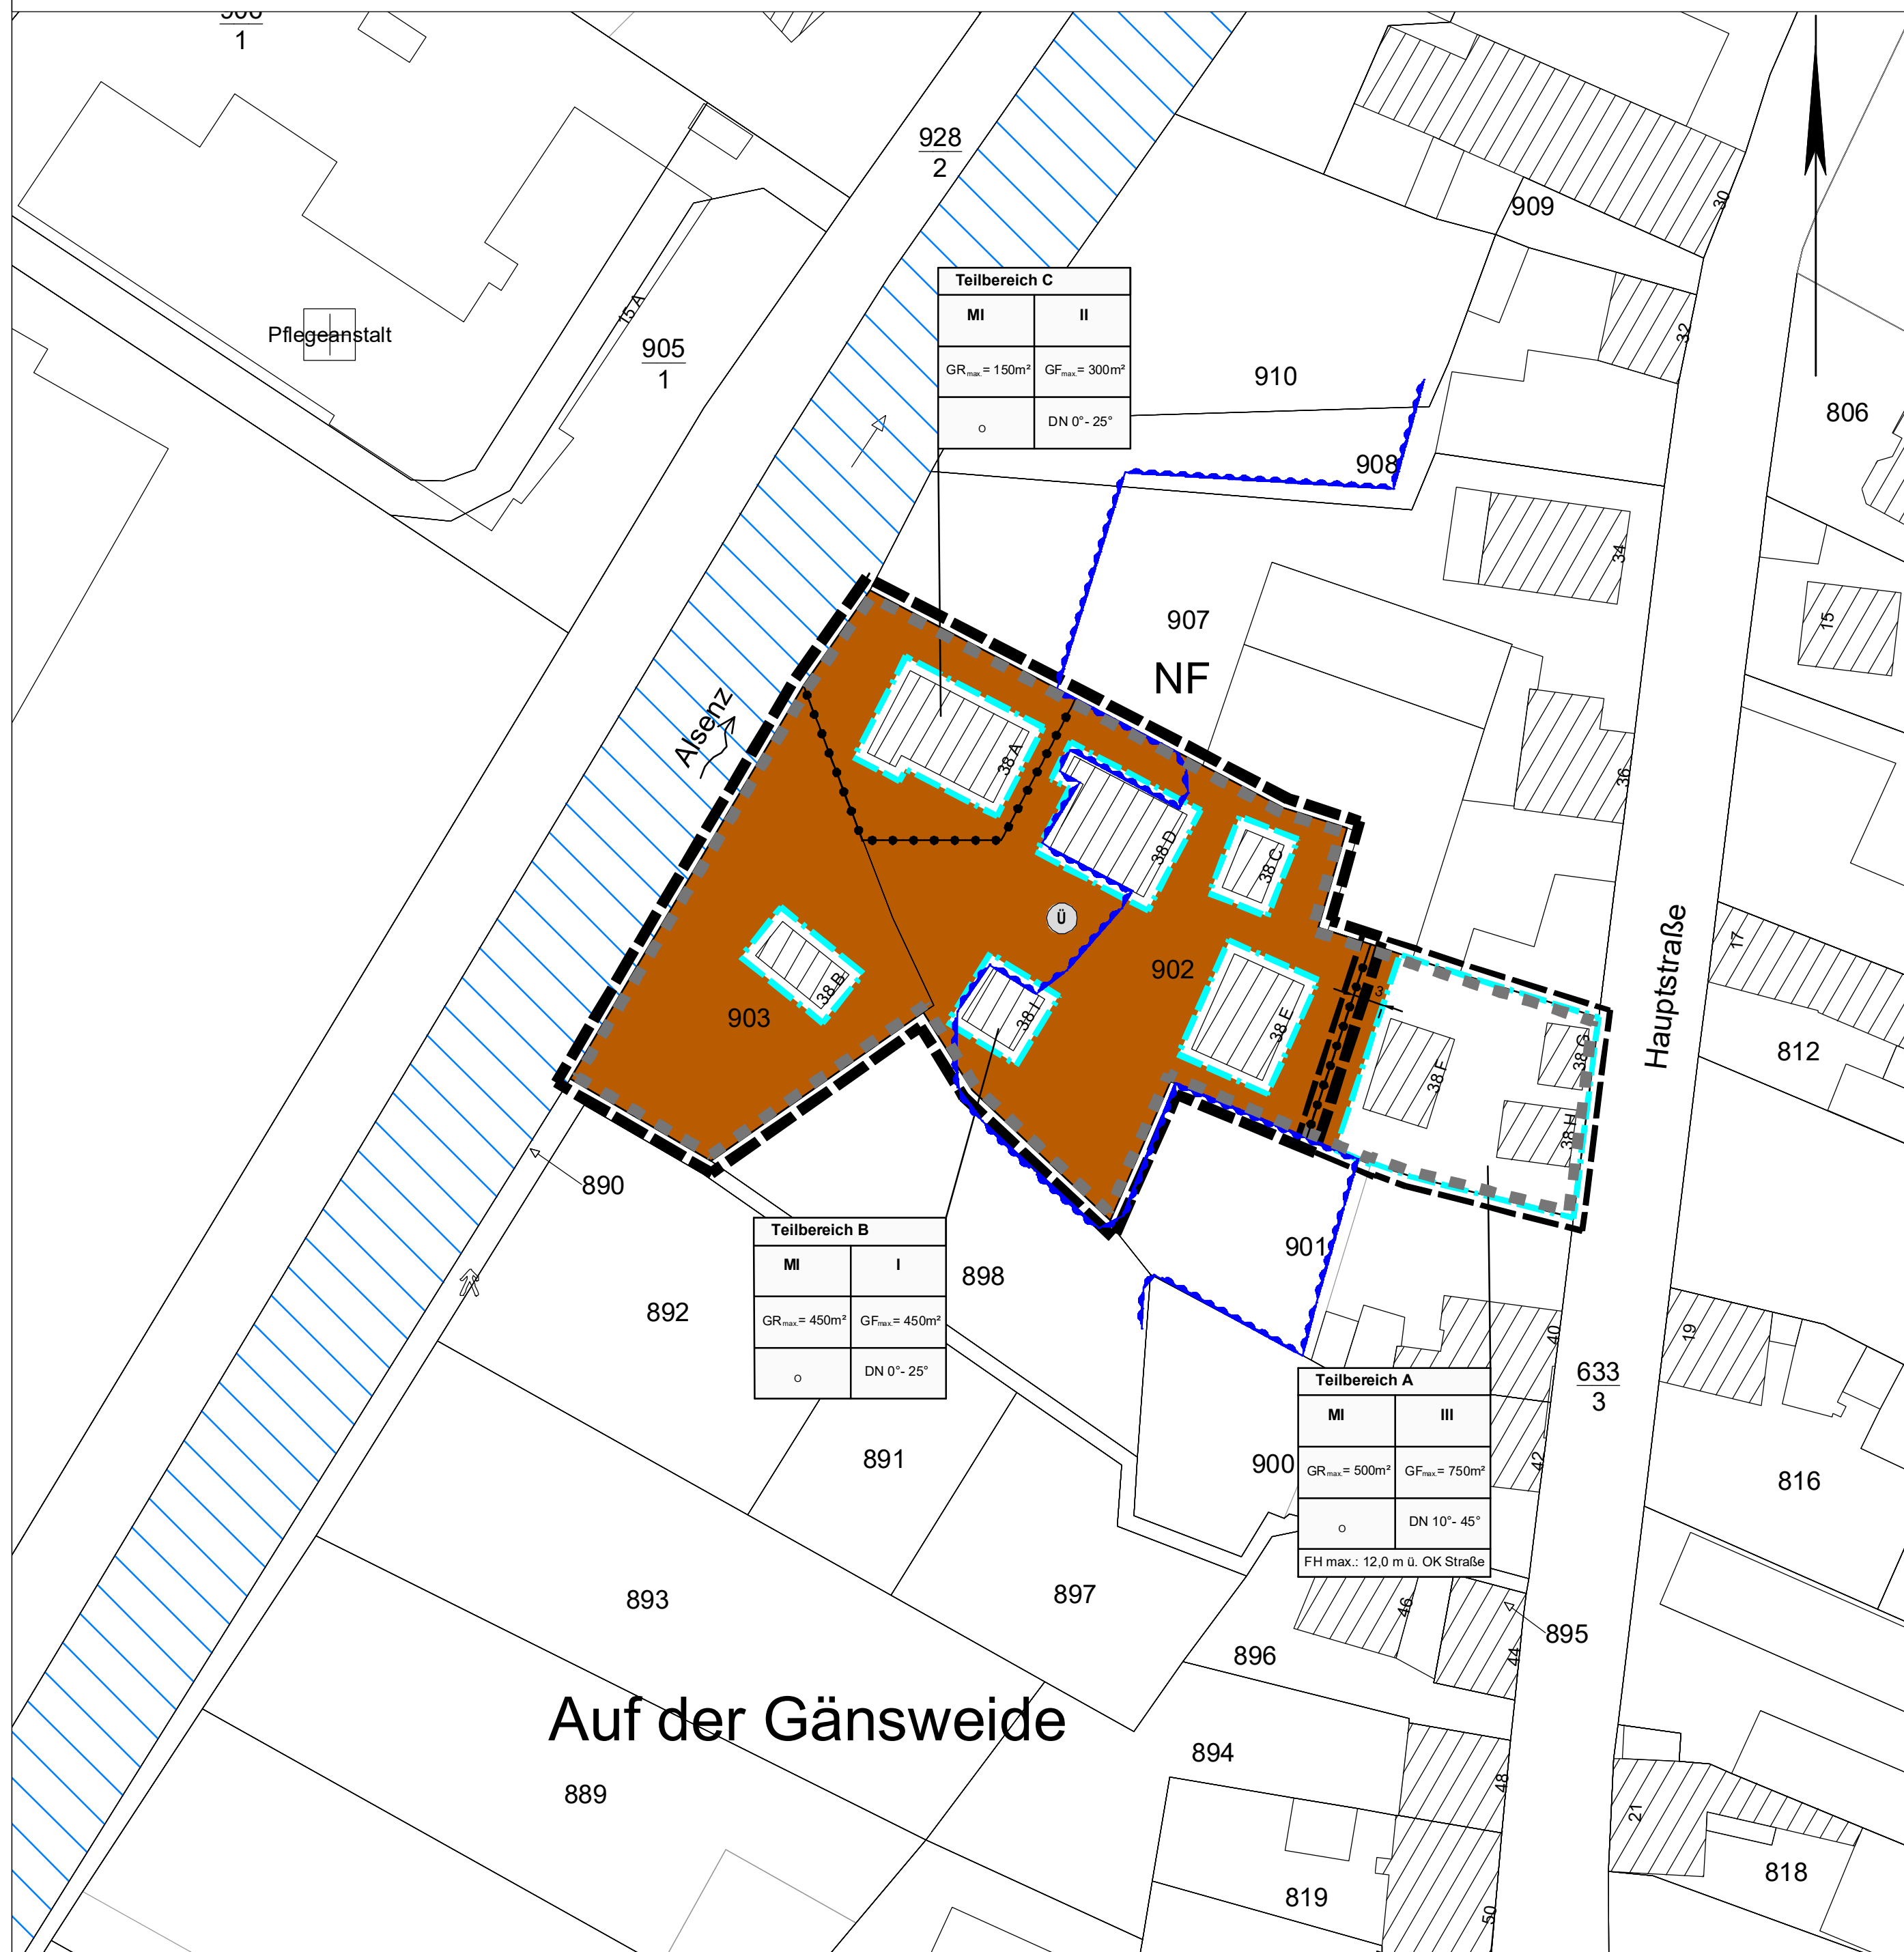 1
928
2
909
30
15 A
Pflegeanstalt
905
1
32
Teilbereich C
MI
II
GRmax.= 150m²
GFmax.= 300m²
o
DN 0°- 25°
910
806
908
34
907
NF
15
Alsenz
36
38 A
38 D
38 C
Ü
17
Hauptstraße
902
38 B
903
38 I
38 E
3
38 G
38 F
38 H
812
890
Teilbereich B
MI
I
GRmax.= 450m²
GFmax.= 450m²
o
DN 0°- 25°
901
898
892
40
19
633
3
Teilbereich A
MI
III
GRmax.= 500m²
GFmax.= 750m²
o
DN 10°- 45°
FH max.: 12,0 m ü. OK Straße
891
900
42
816
893
897
46
895
44
896
Auf der Gänsweide
894
889
48
21
818
819
50